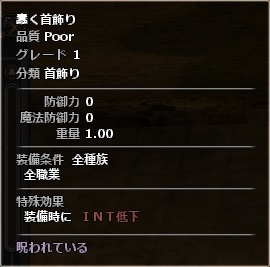 蠢く首飾り
品質 Poor
グレード 1
分類 首飾り
防御力 0
魔法防御力 0
重量 1.00
装備条件 全種族
全職業
特殊効果
装備時に ＩＮＴ低下
呪われている